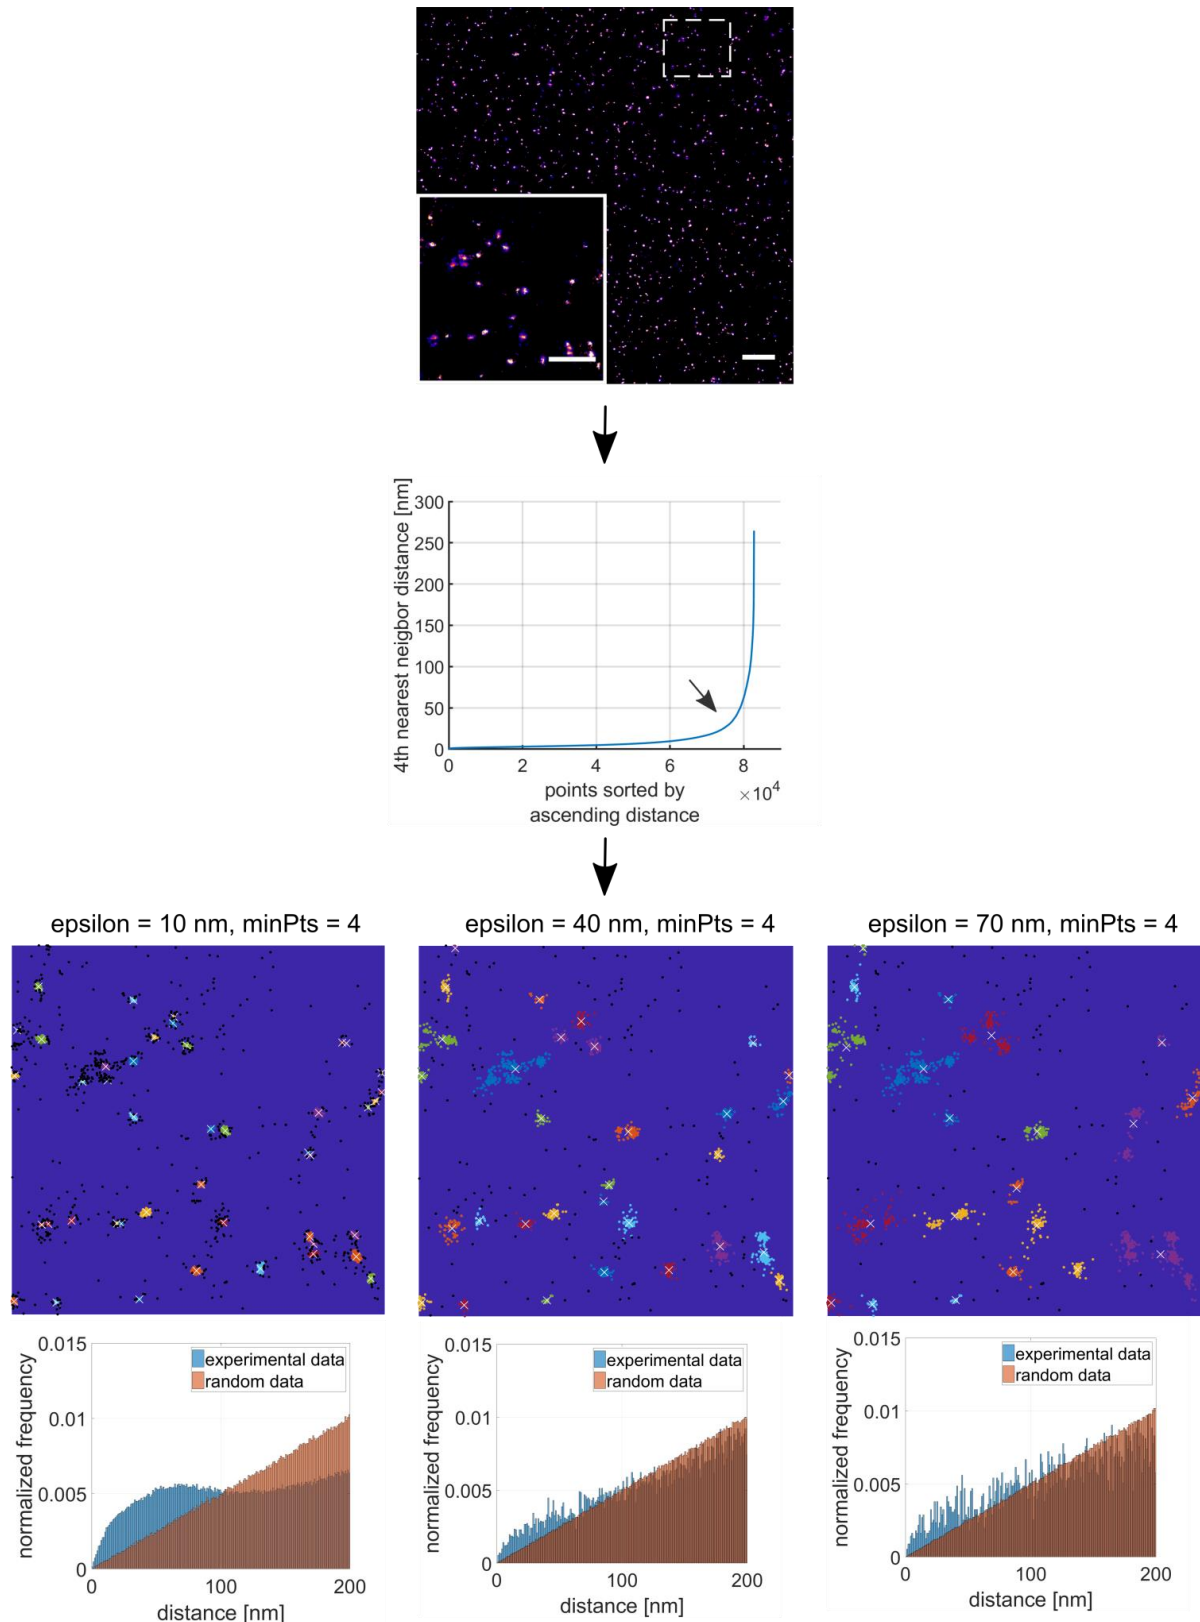 4th nearest neigbor distance [nm]
300
250
200
150
100
50
0
0 2 4 6 8
×10^4
points sorted by
ascending distance
epsilon = 10 nm, minPts = 4
epsilon = 40 nm, minPts = 4
epsilon = 70 nm, minPts = 4
normalized frequency
0.015
0.01
0.005
0
experimental data
random data
0 100 200
distance [nm]
normalized frequency
0.015
0.01
0.005
0
experimental data
random data
0 100 200
distance [nm]
normalized frequency
0.015
0.01
0.005
0
experimental data
random data
0 100 200
distance [nm]